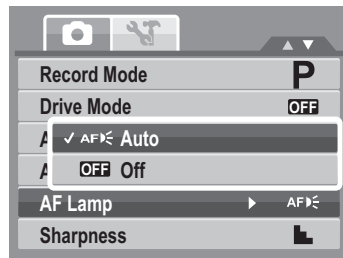 Record Mode P
Drive Mode OFF
A
✓ AF Auto
A
OFF Off
AF Lamp AF
Sharpness